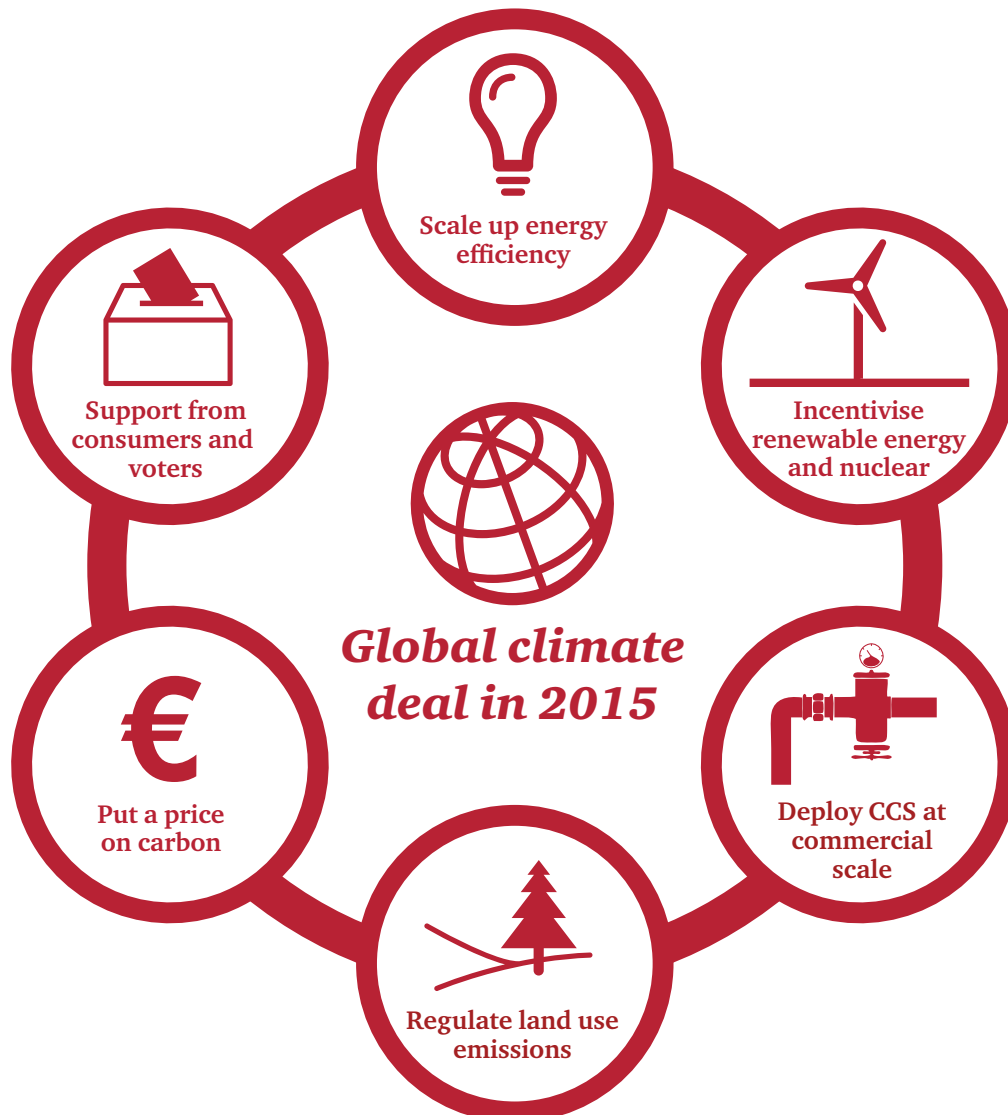 Scale up energy
efficiency
Incentivise
renewable energy
and nuclear
Deploy CCS at
commercial
scale
Regulate land use
emissions
€
Put a price
on carbon
Support from
consumers and
voters
Global climate
deal in 2015